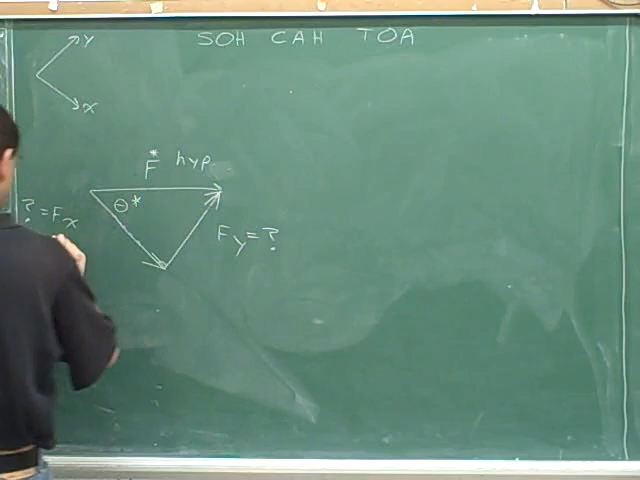 SOH CAH TOA
Y
X
F* hyp.
θ*
? = Fx
Fy = ?